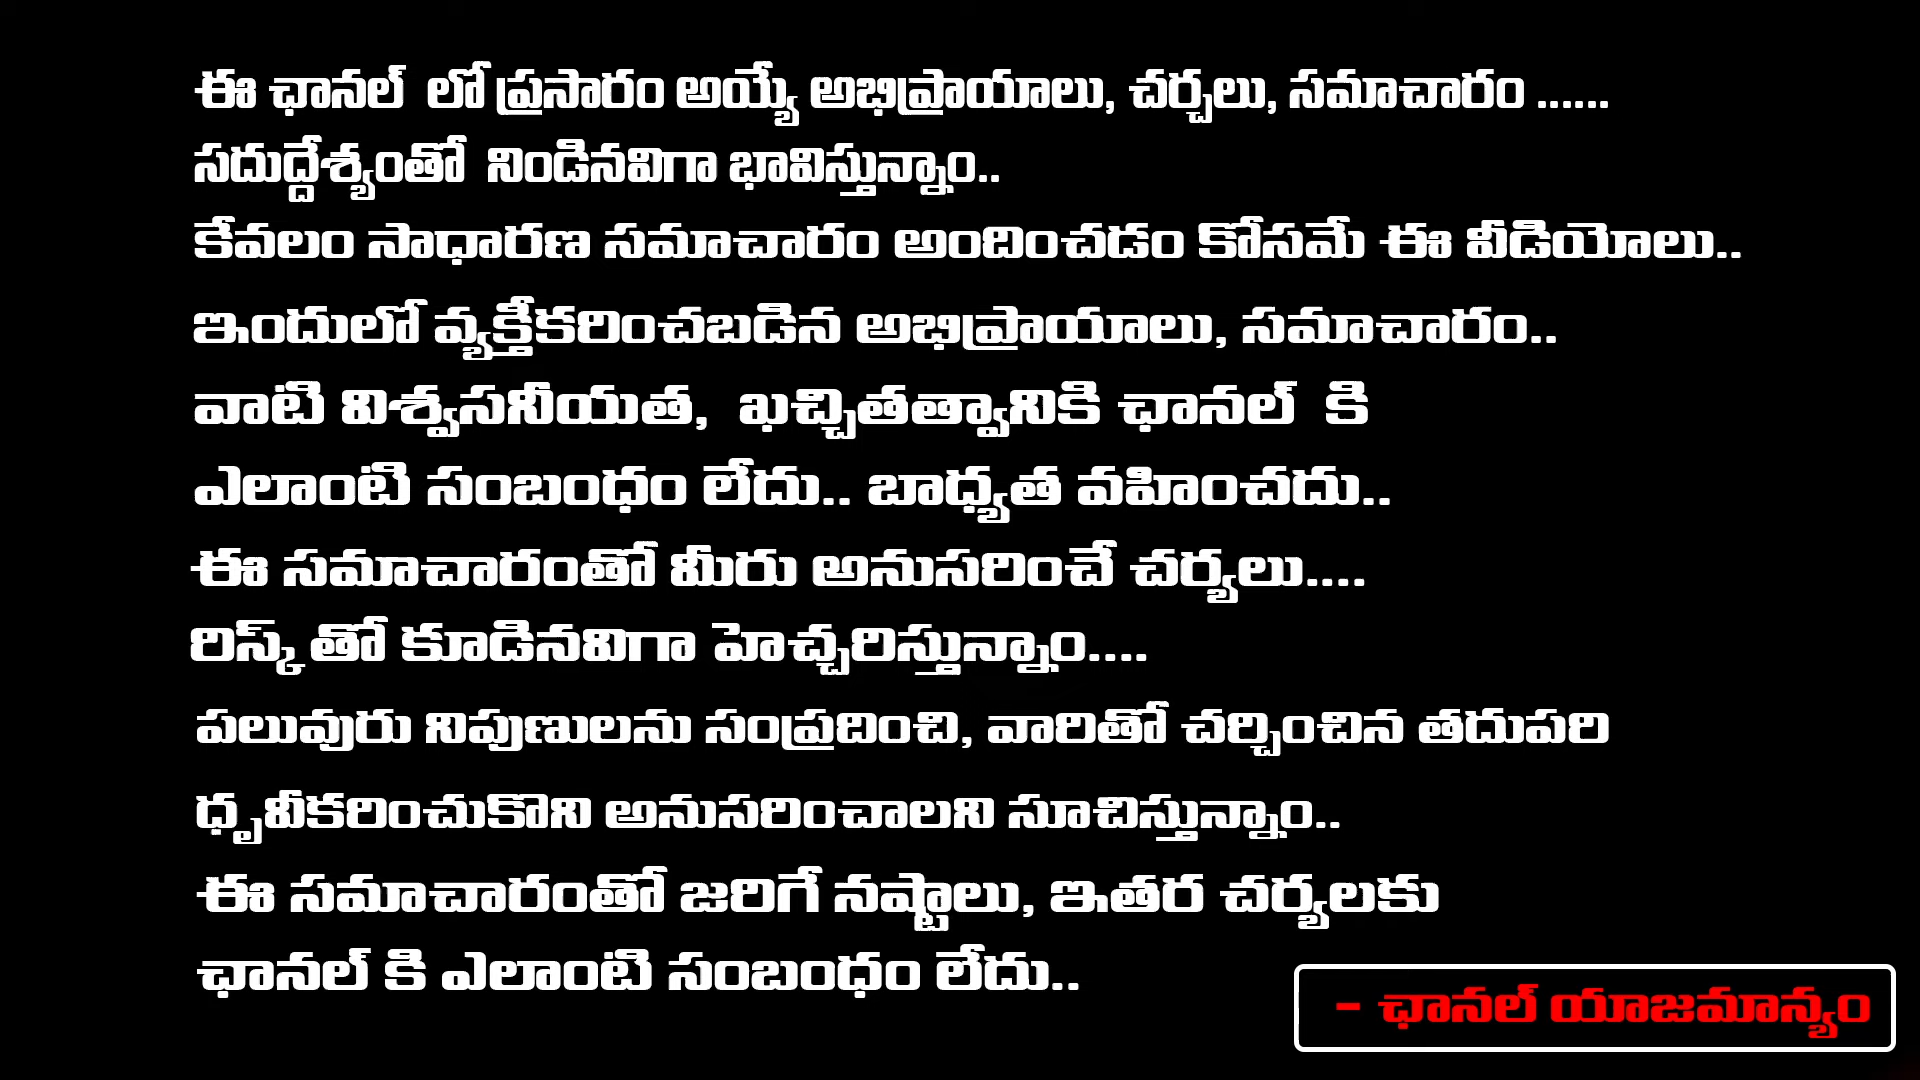 ఈ ఛానల్ లో ప్రసారం అయ్యే అభిప్రాయాలు, చర్చలు, సమాచారం ......
సదుద్దేశ్యంతో నిండినవిగా భావిస్తున్నాం..
కేవలం సాధారణ సమాచారం అందించడం కోసమే ఈ వీడియోలు..
ఇందులో వ్యక్తీకరించబడిన అభిప్రాయాలు, సమాచారం..
వాటి విశ్వసనీయత, ఖచ్చితత్వానికి ఛానల్ కి
ఎలాంటి సంబంధం లేదు.. బాధ్యత వహించదు..
ఈ సమాచారంతో మీరు అనుసరించే చర్యలు....
రిస్క్ తో కూడినవిగా హెచ్చరిస్తున్నాం....
పలువురు నిపుణులను సంప్రదించి, వారితో చర్చించిన తదుపరి
ధృవీకరించుకొని అనుసరించాలని సూచిస్తున్నాం..
ఈ సమాచారంతో జరిగే నష్టాలు, ఇతర చర్యలకు
ఛానల్ కి ఎలాంటి సంబంధం లేదు..
- ఛానల్ యాజమాన్యం